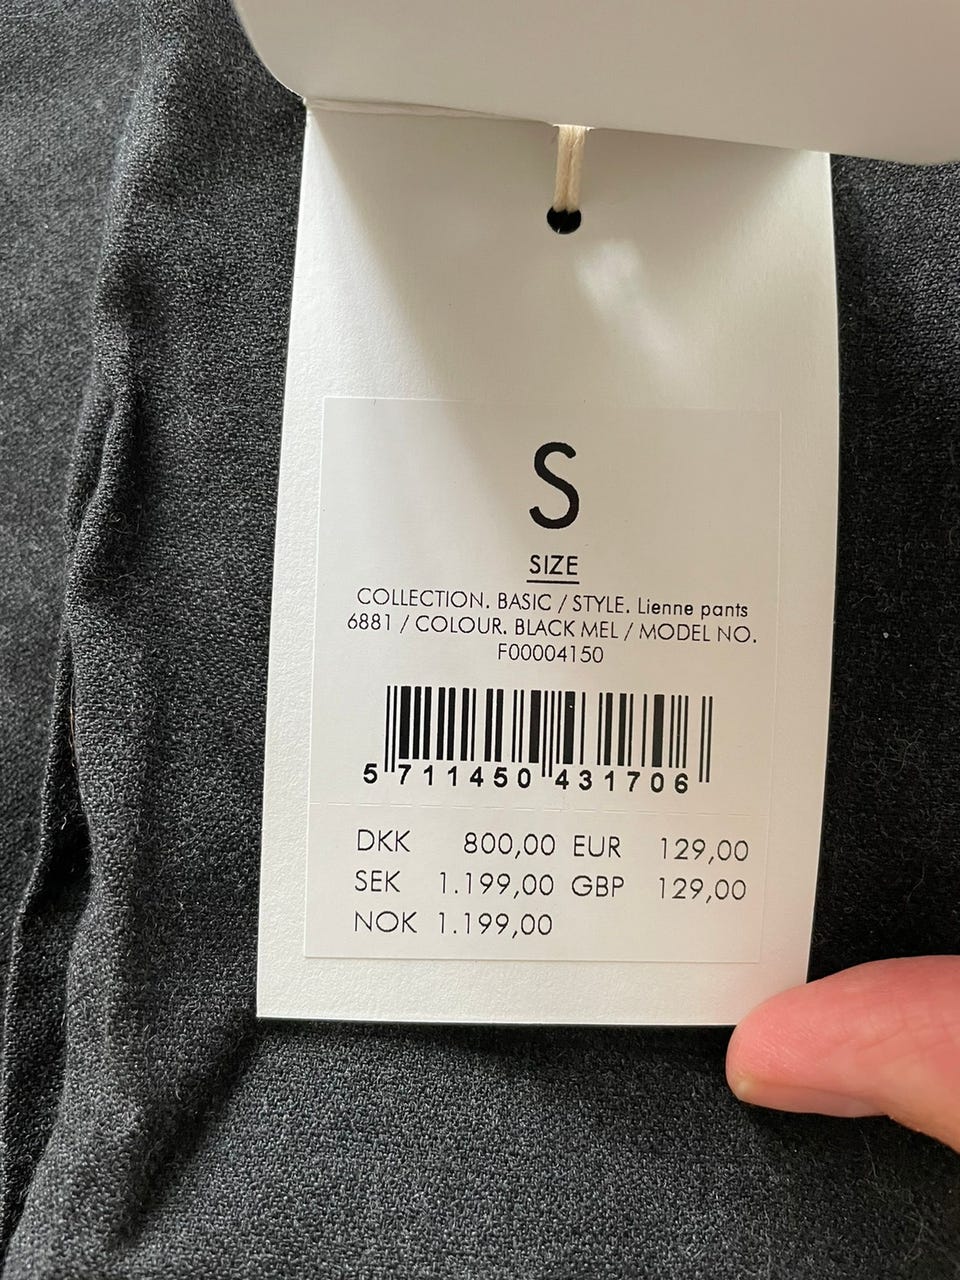 S
SIZE
COLLECTION. BASIC / STYLE. Lienne pants
6881 / COLOUR. BLACK MEL / MODEL NO.
F00004150
5 711450 431706
DKK 800,00 EUR 129,00
SEK 1.199,00 GBP 129,00
NOK 1.199,00